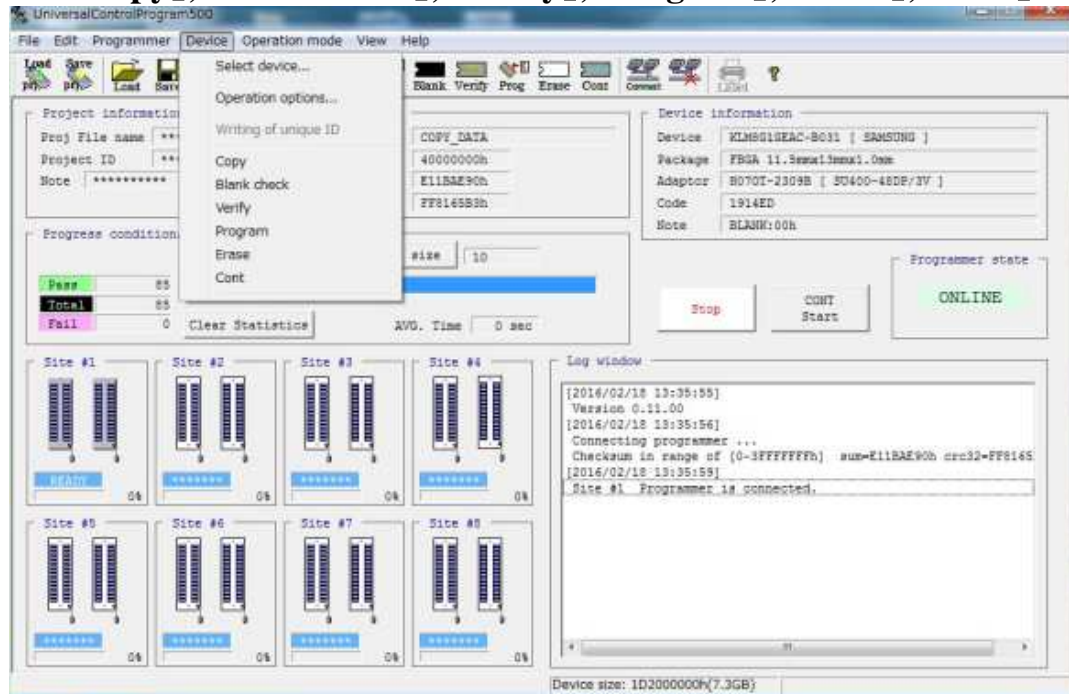 UniversalControlProgram500
File Edit Programmer Device Operation mode View Help
Load Save
Load Save Blank Verify Prog Erase Cont Connect
Select device...
Operation options...
Writing of unique ID
Copy
Blank check
Verify
Program
Erase
Cont
Project information
Proj File name
Project ID
Note **********
COPY_DATA
40000000h
E11BAE90h
FF8165B3h
Device information
Device KLM8G1GEAC-B031 [ SAMSUNG ]
Package FBGA 11.5mmx13mmx1.0mm
Adaptor B070T-2309B [ SU400-48DP/3V ]
Code 1914ED
Note BLANK:00h
Progress condition
size 10
Pass 85
Total 85
Fail 0
Clear Statistics
AVG. Time 0 sec
Stop
CONT Start
Programmer state
ONLINE
Site #1 Site #2 Site #3 Site #4
READY ******* ******* *******
0% 0% 0% 0%
Site #5 Site #6 Site #7 Site #8
******* ******* ******* *******
0% 0% 0% 0%
Log window
[2016/02/18 13:35:55]
Version 0.11.00
[2016/02/18 13:35:56]
Connecting programmer ...
Checksum in range of [0-3FFFFFFFh] sum=E11BAE90h crc32=FF8165
[2016/02/18 13:35:59]
Site #1 Programmer is connected.
Device size: 1D2000000h(7.3GB)